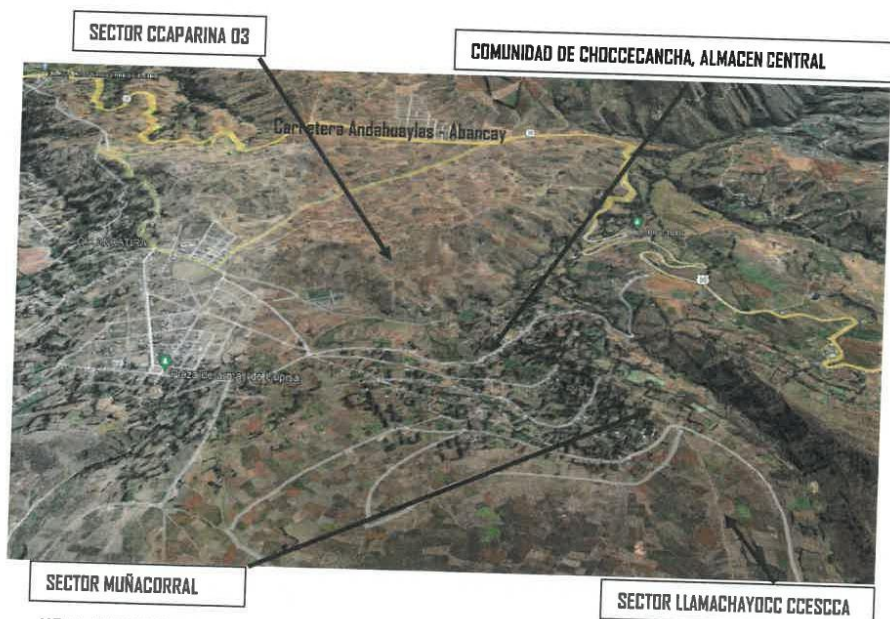 SECTOR CCAPARINA 03
COMUNIDAD DE CHOCCECANCHA, ALMACEN CENTRAL
Carretera Andahuaylas - Abancay
SECTOR MUÑACORRAL
SECTOR LLAMACHAYOCC CCESCCA